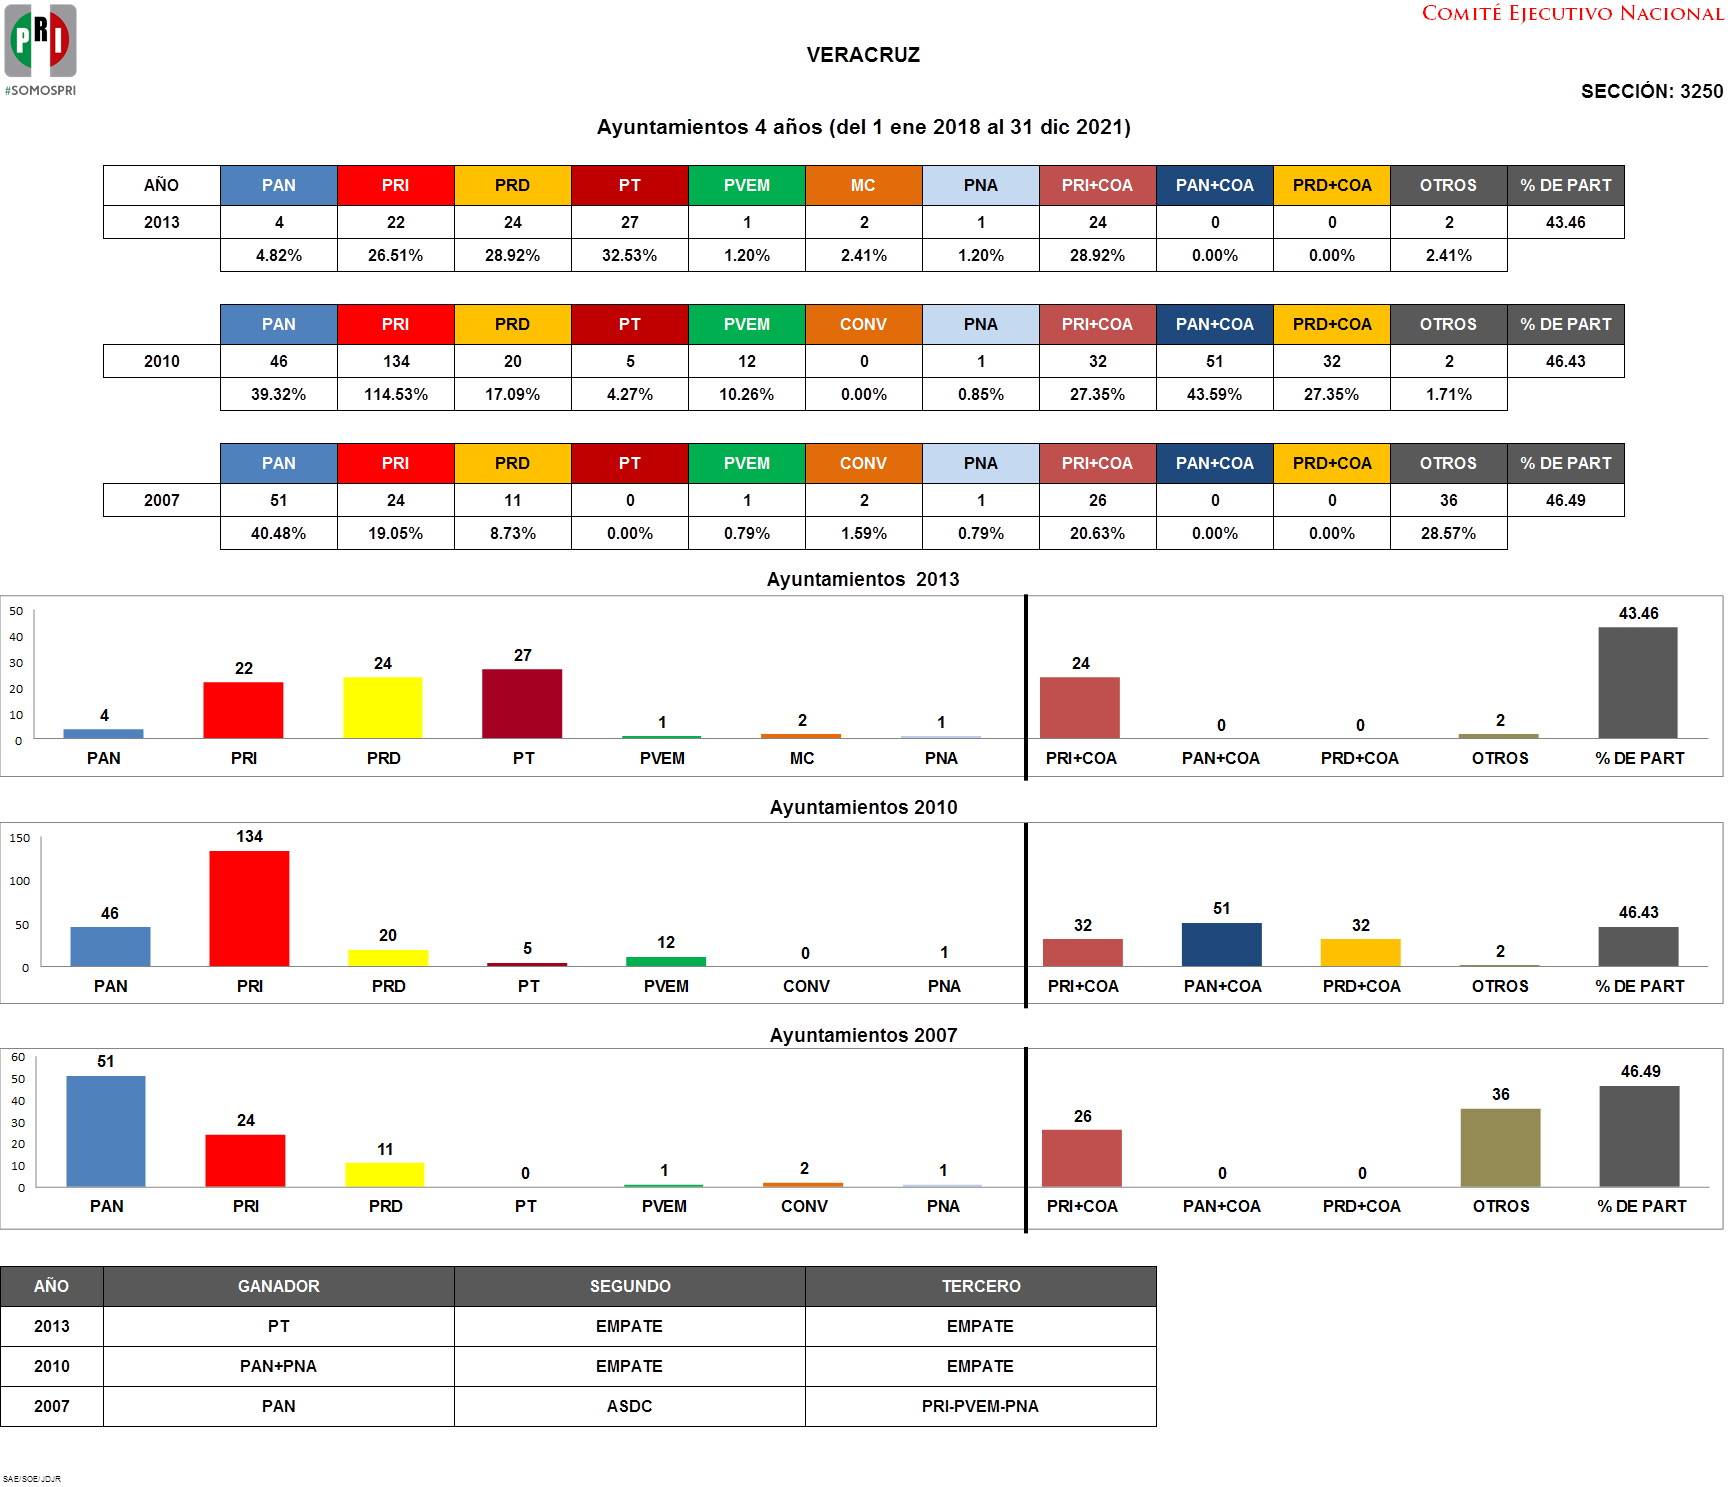 PRI
#SOMOSPRI
COMITÉ EJECUTIVO NACIONAL
VERACRUZ
SECCIÓN: 3250
Ayuntamientos 4 años (del 1 ene 2018 al 31 dic 2021)
AÑO PAN PRI PRD PT PVEM MC PNA PRI+COA PAN+COA PRD+COA OTROS % DE PART
2013 4 22 24 27 1 2 1 24 0 0 2 43.46
4.82% 26.51% 28.92% 32.53% 1.20% 2.41% 1.20% 28.92% 0.00% 0.00% 2.41%
PAN PRI PRD PT PVEM CONV PNA PRI+COA PAN+COA PRD+COA OTROS % DE PART
2010 46 134 20 5 12 0 1 32 51 32 2 46.43
39.32% 114.53% 17.09% 4.27% 10.26% 0.00% 0.85% 27.35% 43.59% 27.35% 1.71%
PAN PRI PRD PT PVEM CONV PNA PRI+COA PAN+COA PRD+COA OTROS % DE PART
2007 51 24 11 0 1 2 1 26 0 0 36 46.49
40.48% 19.05% 8.73% 0.00% 0.79% 1.59% 0.79% 20.63% 0.00% 0.00% 28.57%
Ayuntamientos 2013
50
40
30
20
10
0
4 22 24 27 1 2 1 24 0 0 2 43.46
PAN PRI PRD PT PVEM MC PNA PRI+COA PAN+COA PRD+COA OTROS % DE PART
Ayuntamientos 2010
150
100
50
0
46 134 20 5 12 0 1 32 51 32 2 46.43
PAN PRI PRD PT PVEM CONV PNA PRI+COA PAN+COA PRD+COA OTROS % DE PART
Ayuntamientos 2007
60
50
40
30
20
10
0
51 24 11 0 1 2 1 26 0 0 36 46.49
PAN PRI PRD PT PVEM CONV PNA PRI+COA PAN+COA PRD+COA OTROS % DE PART
AÑO GANADOR SEGUNDO TERCERO
2013 PT EMPATE EMPATE
2010 PAN+PNA EMPATE EMPATE
2007 PAN ASDC PRI-PVEM-PNA
SAE/SOE/JDJR